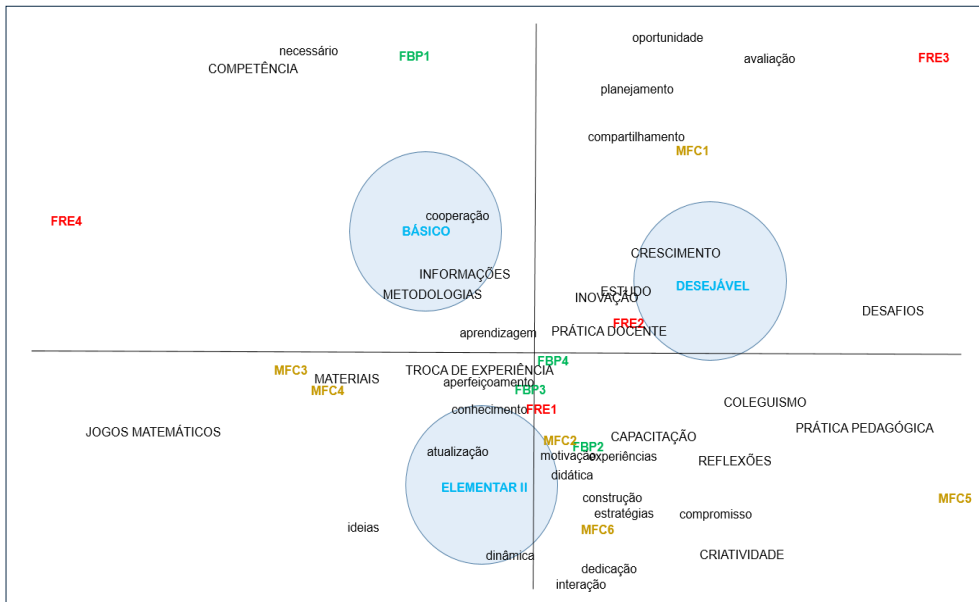 oportunidade
necessário
FBP1
avaliação
FRE3
COMPETÊNCIA
planejamento
compartilhamento
MFC1
cooperação
FRE4
BÁSICO
CRESCIMENTO
INFORMAÇÕES
DESEJÁVEL
ESTUDO
METODOLOGIAS
INOVAÇÃO
DESAFIOS
FRE2
aprendizagem
PRÁTICA DOCENTE
FBP4
MFC3
TROCA DE EXPERIÊNCIA
MATERIAIS
aperfeiçoamento
MFC4
FBP3
COLEGUISMO
conhecimento
FRE1
JOGOS MATEMÁTICOS
PRÁTICA PEDAGÓGICA
CAPACITAÇÃO
MFC2
FBP2
atualização
motivação
experiências
REFLEXÕES
didática
ELEMENTAR II
construção
MFC5
estratégias
compromisso
ideias
MFC6
dinâmica
CRIATIVIDADE
dedicação
interação